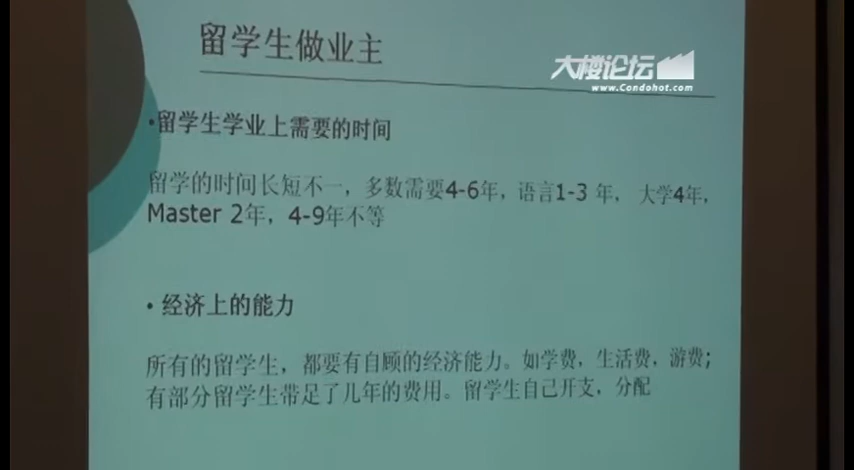 留学生做业主
大楼论坛
www.Condohot.com
•留学生学业上需要的时间
留学的时间长短不一，多数需要4-6年，语言1-3 年， 大学4年，
Master 2年，4-9年不等
• 经济上的能力
所有的留学生，都要有自顾的经济能力。如学费，生活费，游费；
有部分留学生带足了几年的费用。留学生自己开支，分配